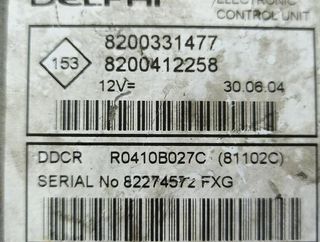 DELPHI
ELECTRONIC
CONTROL UNIT
153
8200331477
8200412258
12V= 30.06.04
DDCR R0410B027C (81102C)
SERIAL No 82274572 FXG